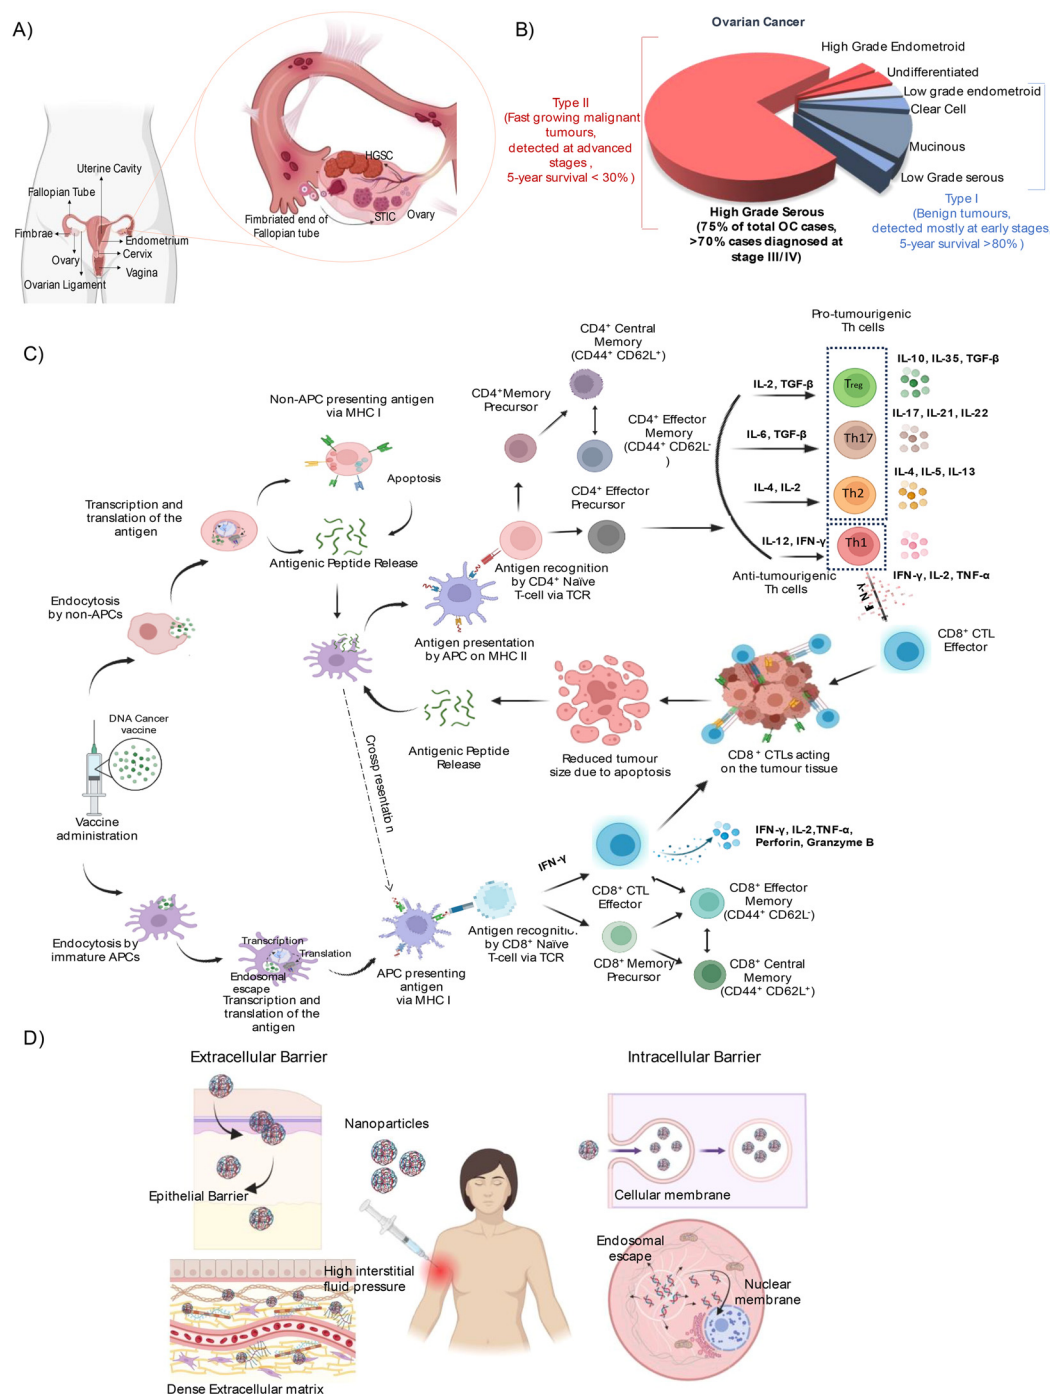 A)
Uterine Cavity
Fallopian Tube
Fimbrae
Ovary
Ovarian Ligament
Endometrium
Cervix
Vagina
HGSC
STIC
Ovary
Fimbriated end of
Fallopian tube
B)
Ovarian Cancer
High Grade Endometroid
Undifferentiated
Low grade endometroid
Clear Cell
Mucinous
Low Grade serous
Type II
(Fast growing malignant
tumours,
detected at advanced
stages ,
5-year survival < 30% )
High Grade Serous
(75% of total OC cases,
>70% cases diagnosed at
stage III/IV)
Type I
(Benign tumours,
detected mostly at early stages
5-year survival >80% )
C)
Non-APC presenting antigen
via MHC I
Apoptosis
Transcription and
translation of the
antigen
Antigenic Peptide Release
Endocytosis
by non-APCs
DNA Cancer
vaccine
Vaccine
administration
Endocytosis by
immature APCs
Transcription
Translation
Endosomal
escape
Transcription and
translation of the
antigen
CD4⁺ Central
Memory
(CD44⁺ CD62L⁺)
CD4⁺Memory
Precursor
CD4⁺ Effector
Memory
(CD44⁺ CD62L⁻
)
CD4⁺ Effector
Precursor
Antigen recognition
by CD4⁺ Naïve
T-cell via TCR
Antigen presentation
by APC on MHC II
Pro-tumourigenic
Th cells
IL-2, TGF-β
Treg
IL-10, IL-35, TGF-β
IL-6, TGF-β
Th17
IL-17, IL-21, IL-22
IL-4, IL-2
Th2
IL-4, IL-5, IL-13
IL-12, IFN-γ
Th1
Anti-tumourigenic
Th cells
IFN-γ, IL-2, TNF-α
IFN-γ
CD8⁺ CTL
Effector
CD8⁺ CTLs acting
on the tumour tissue
Reduced tumour
size due to apoptosis
Antigenic Peptide
Release
Crossp resentatio n
APC presenting
antigen
via MHC I
Antigen recognition
by CD8⁺ Naïve
T-cell via TCR
IFN-γ
CD8⁺ CTL
Effector
IFN-γ, IL-2,TNF-α,
Perforin, Granzyme B
CD8⁺ Memory
Precursor
CD8⁺ Effector
Memory
(CD44⁺ CD62L⁻)
CD8⁺ Central
Memory
(CD44⁺ CD62L⁺)
D)
Extracellular Barrier
Epithelial Barrier
Dense Extracellular matrix
Nanoparticles
High interstitial
fluid pressure
Intracellular Barrier
Cellular membrane
Endosomal
escape
Nuclear
membrane